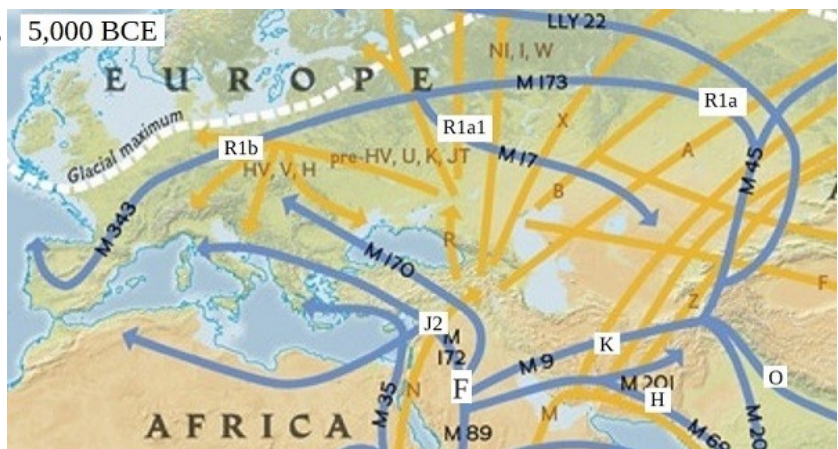 5,000 BCE
LLY 22
EUROPE
NI, I, W
M 173
R1a
Glacial maximum
R1b
R1a1
X
HV, V, H
pre-HV, U, K, JT
M 17
A
M 45
B
M 343
R
M 170
F
Z
J2
M
172
K
M 9
M 201
O
N
M 35
F
H
M
AFRICA
M 89
M 69
M 20